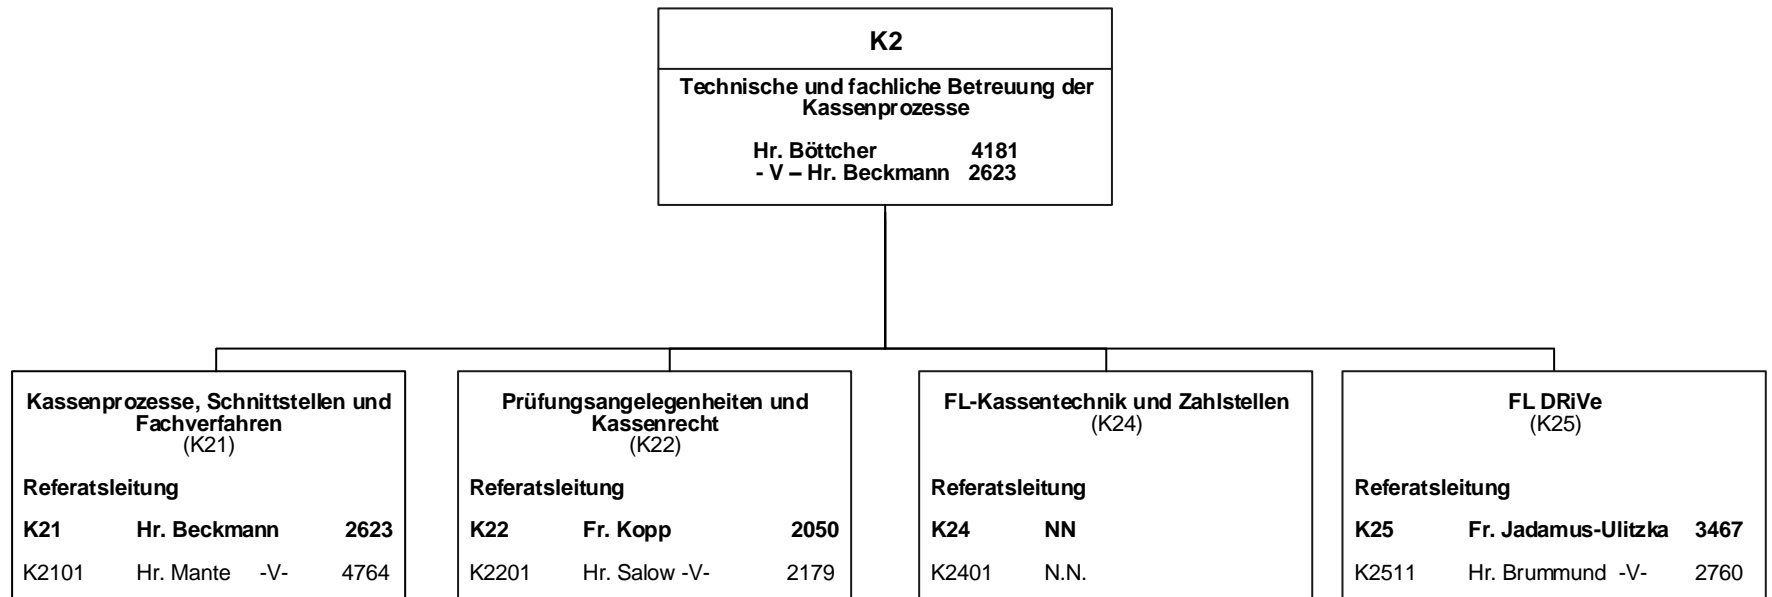 K2
Technische und fachliche Betreuung der
Kassenprozesse
Hr. Böttcher 4181
- V – Hr. Beckmann 2623
Kassenprozesse, Schnittstellen und
Fachverfahren
(K21)
Referatsleitung
K21 Hr. Beckmann 2623
K2101 Hr. Mante -V- 4764
Prüfungsangelegenheiten und
Kassenrecht
(K22)
Referatsleitung
K22 Fr. Kopp 2050
K2201 Hr. Salow -V- 2179
FL-Kassentechnik und Zahlstellen
(K24)
Referatsleitung
K24 NN
K2401 N.N.
FL DRiVe
(K25)
Referatsleitung
K25 Fr. Jadamus-Ulitzka 3467
K2511 Hr. Brummund -V- 2760